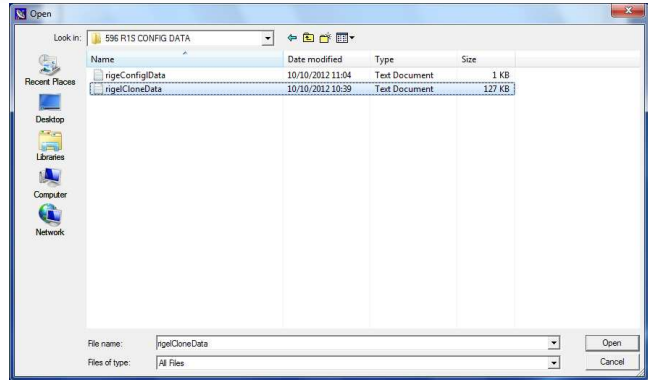 Open
Look in: 596 R1S CONFIG DATA
Name Date modified Type Size
rigeConfiglData 10/10/2012 11:04 Text Document 1 KB
rigelCloneData 10/10/2012 10:39 Text Document 127 KB
Recent Places
Desktop
Libraries
Computer
Network
File name: rigelCloneData Open
Files of type: All Files Cancel